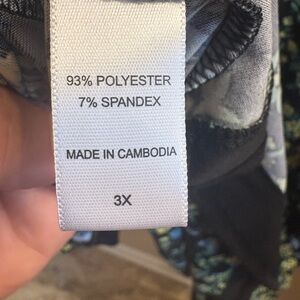 93% POLYESTER
7% SPANDEX
MADE IN CAMBODIA
3X